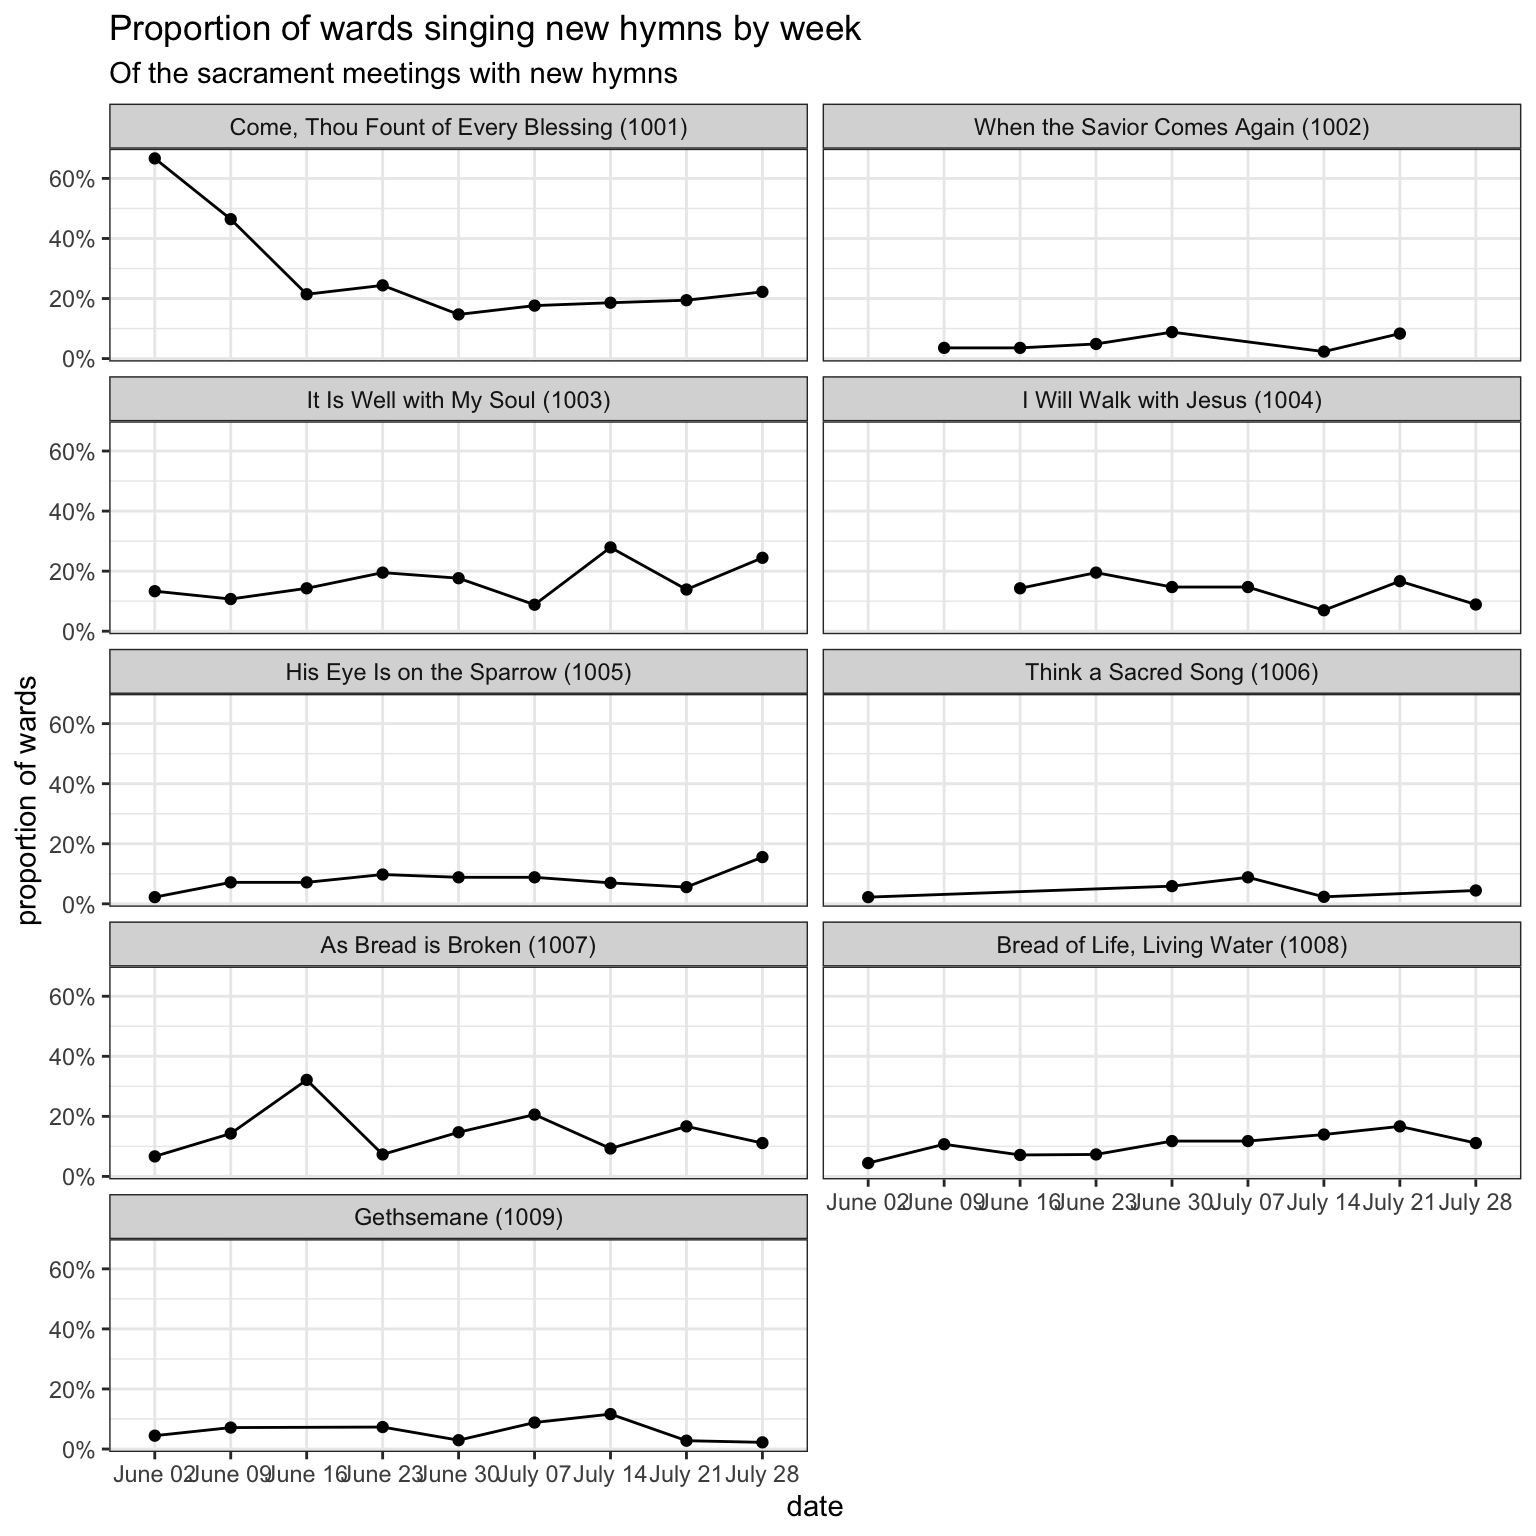 Proportion of wards singing new hymns by week
Of the sacrament meetings with new hymns
Come, Thou Fount of Every Blessing (1001)
When the Savior Comes Again (1002)
60%
40%
20%
0%
It Is Well with My Soul (1003)
I Will Walk with Jesus (1004)
60%
40%
20%
0%
His Eye Is on the Sparrow (1005)
Think a Sacred Song (1006)
60%
40%
20%
0%
proportion of wards
As Bread is Broken (1007)
Bread of Life, Living Water (1008)
60%
40%
20%
0%
June 02 June 09 June 16 June 23 June 30 July 07 July 14 July 21 July 28
Gethsemane (1009)
60%
40%
20%
0%
June 02 June 09 June 16 June 23 June 30 July 07 July 14 July 21 July 28
date